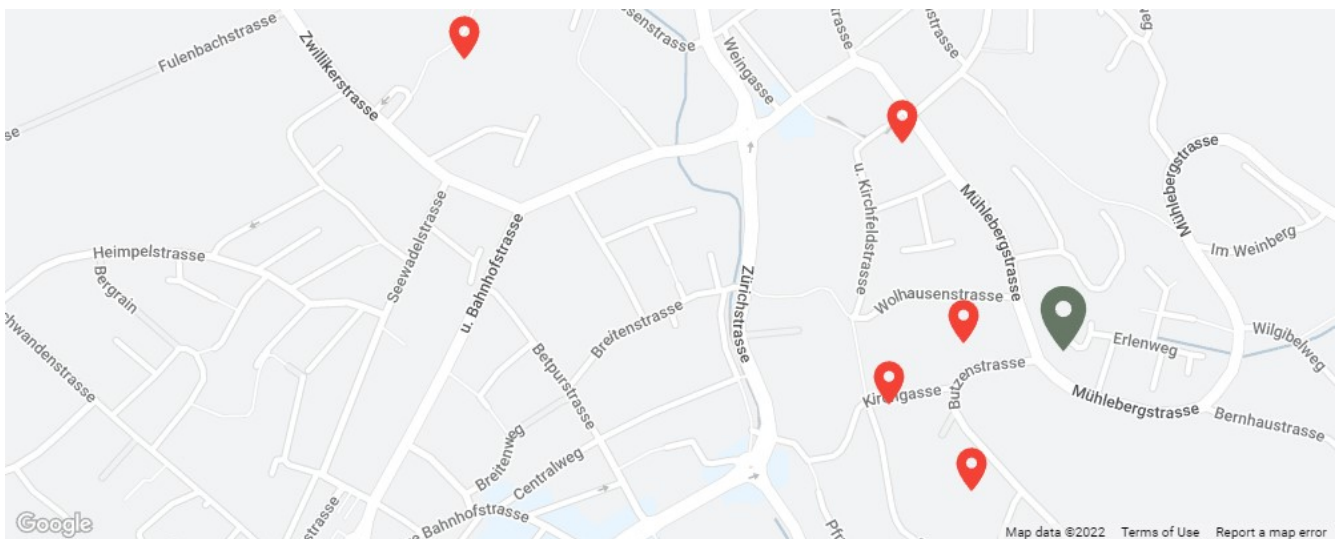 Fulenbachstrasse
Zwillikerstrasse
Weingasse
Mühlebergstrasse
u. Kirchfeldstrasse
Mühlebergstrasse
Im Weinberg
Heimpelstrasse
Bergrain
Seewadelstrasse
u. Bahnhofstrasse
Zürichstrasse
Wolhausenstrasse
Breitenstrasse
Betpurstrasse
Erlenweg
Wilgibelweg
Kirchgasse
Butzenstrasse
Mühlebergstrasse
Bernhaustrasse
Breitenweg
Centralweg
Bahnhofstrasse
Google
Map data ©2022 Terms of Use Report a map error